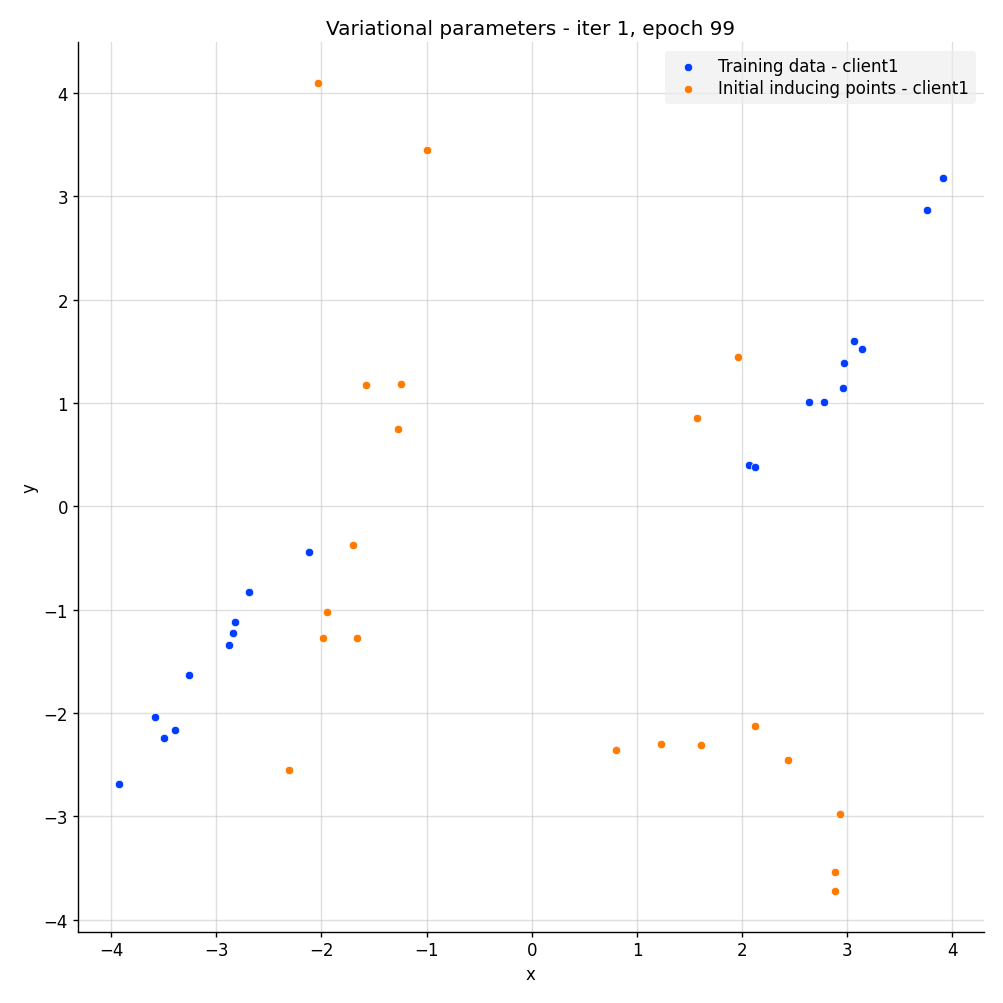 Variational parameters - iter 1, epoch 99
Training data - client1
Initial inducing points - client1
4
3
2
1
0
−1
−2
−3
−4
y
−4 −3 −2 −1 0 1 2 3 4
x